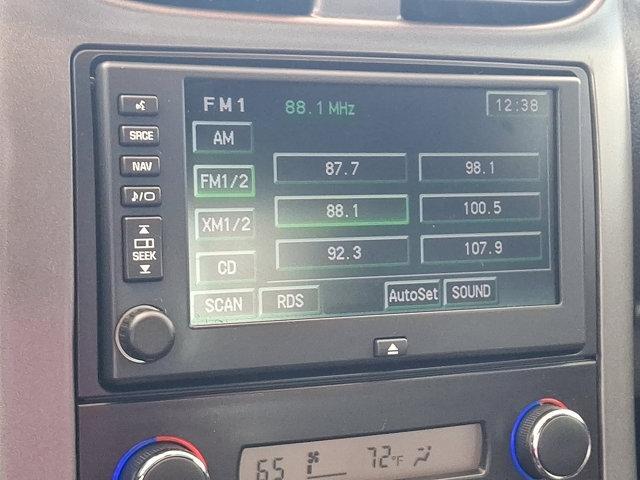 FM1 88.1 MHz 12:38
SRCE
NAV
SEEK
AM
FM1/2
XM1/2
CD
87.7 98.1
88.1 100.5
92.3 107.9
SCAN RDS AutoSet SOUND
65 72°F